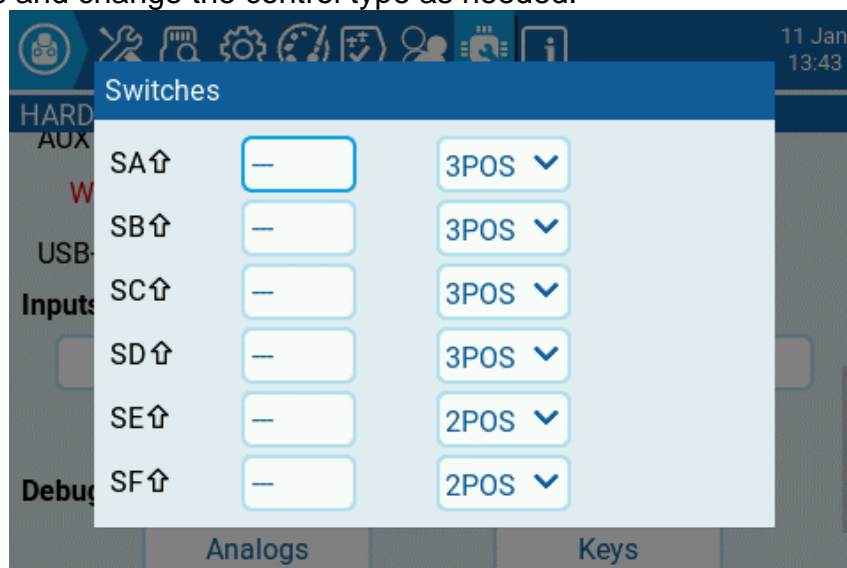 and change the control type as needed.
11 Jan
13:43
Switches
HARD
AUX
SA⇧ --- 3POS
W
SB⇧ --- 3POS
USB-
SC⇧ --- 3POS
Inputs
SD⇧ --- 3POS
SE⇧ --- 2POS
SF⇧ --- 2POS
Debug
Analogs Keys